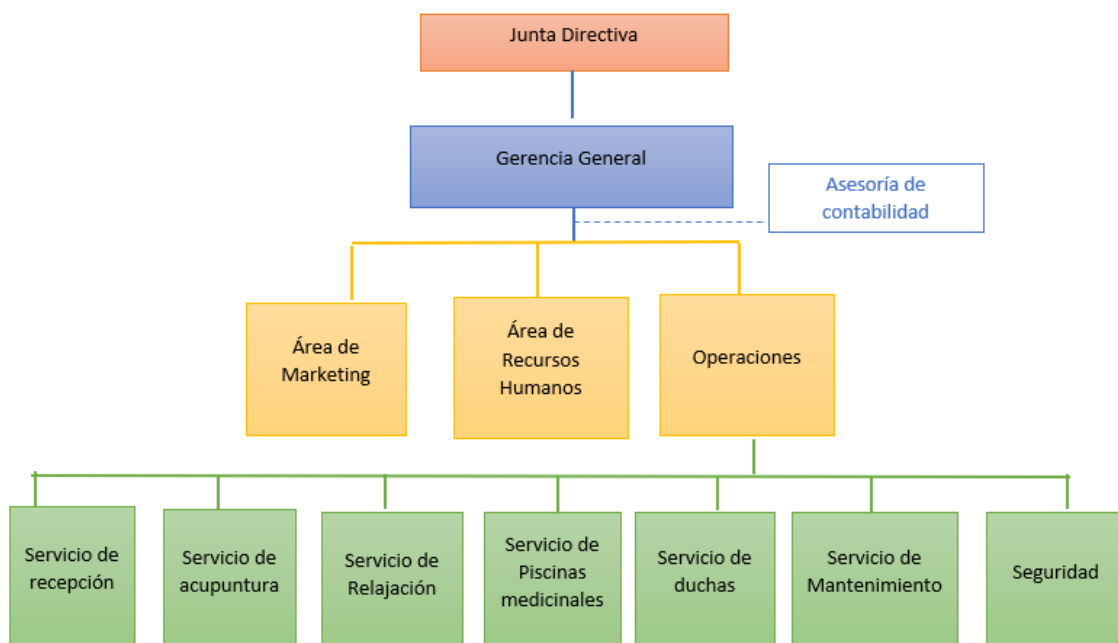 Junta Directiva
Gerencia General
Asesoría de
contabilidad
Área de
Marketing
Área de
Recursos
Humanos
Operaciones
Servicio de
recepción
Servicio de
acupuntura
Servicio de
Relajación
Servicio de
Piscinas
medicinales
Servicio de
duchas
Servicio de
Mantenimiento
Seguridad